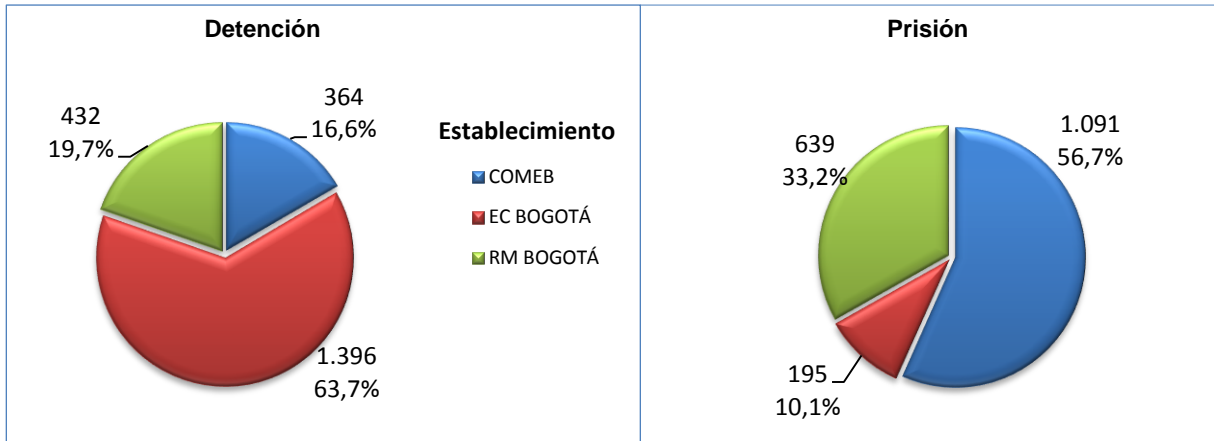 Detención
364
16,6%
432
19,7%
1.396
63,7%
Establecimiento
COMEB
EC BOGOTÁ
RM BOGOTÁ
Prisión
1.091
56,7%
639
33,2%
195
10,1%